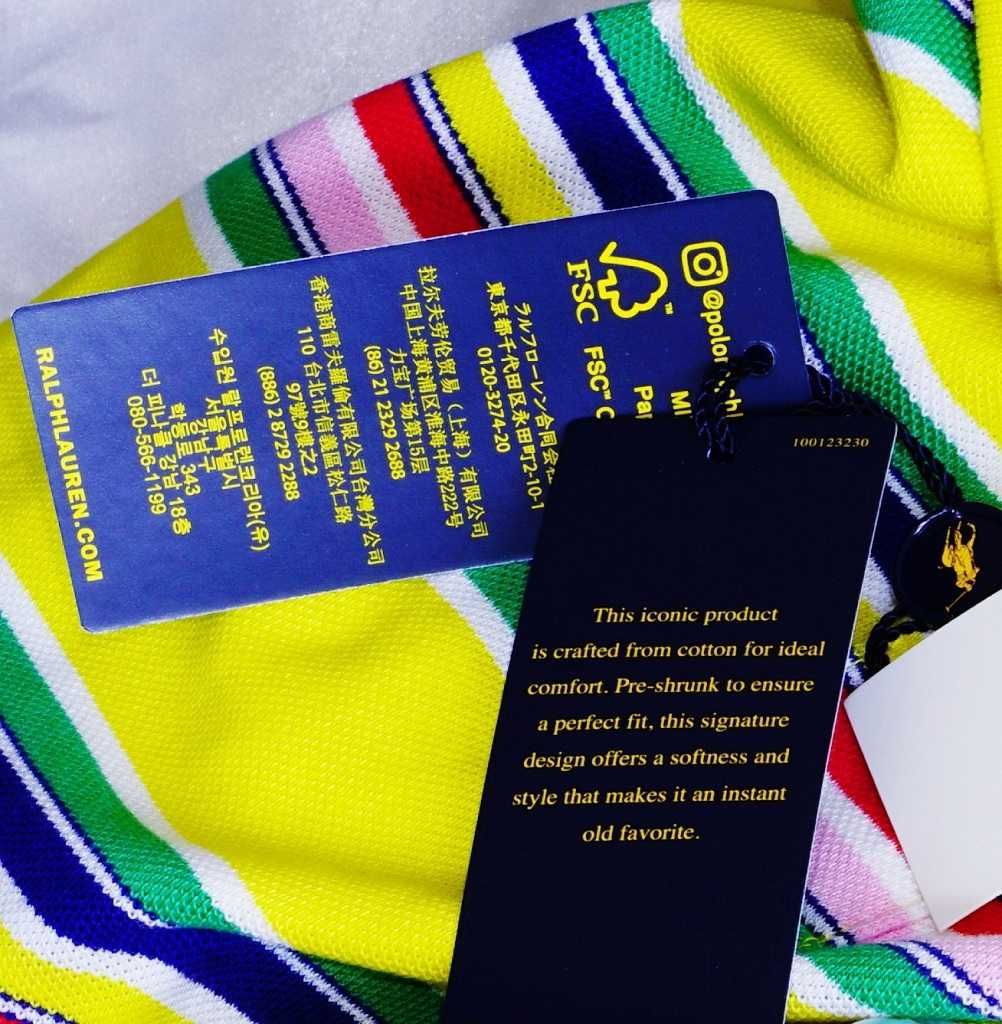 @polor
FSC
FSC™ C
Pa
MI
ラルフローレン合同会社
東京都千代田区永田町2-10-1
0120-3274-20
拉尔夫劳伦贸易（上海）有限公司
中国上海黄浦区淮海中路222号
力宝广场第15层
(86) 21 2329 2688
香港商雷夫羅倫有限公司台灣分公司
110 台北市信義區松仁路
97號9樓之2
(886) 2 8729 2288
수입원 랄프로렌코리아(유)
서울특별시
강남구
학동로 343
더 피나클 강남 18층
080-566-1199
RALPHLAUREN.COM
100123230
This iconic product
is crafted from cotton for ideal
comfort. Pre-shrunk to ensure
a perfect fit, this signature
design offers a softness and
style that makes it an instant
old favorite.